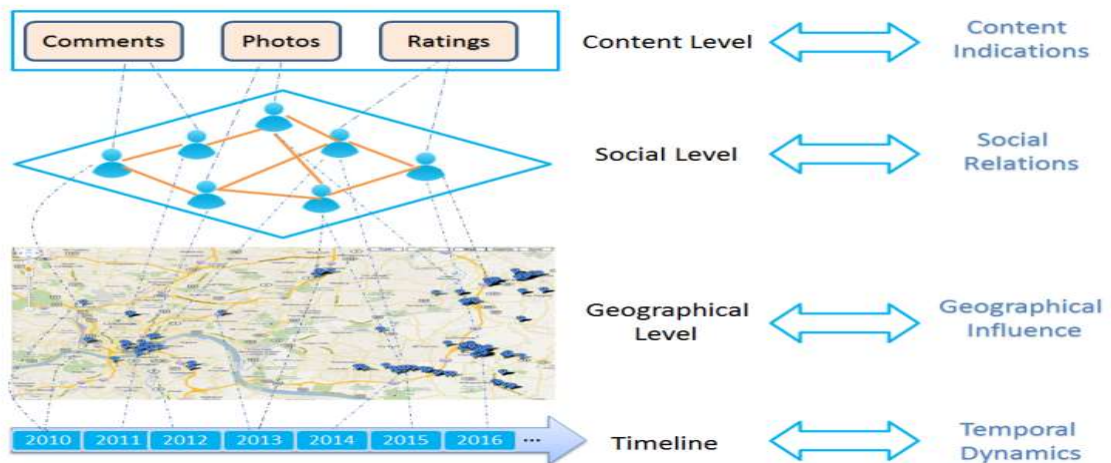 Comments
Photos
Ratings
Content Level
Content
Indications
Social Level
Social
Relations
Geographical
Level
Geographical
Influence
2010
2011
2012
2013
2014
2015
2016
...
Timeline
Temporal
Dynamics